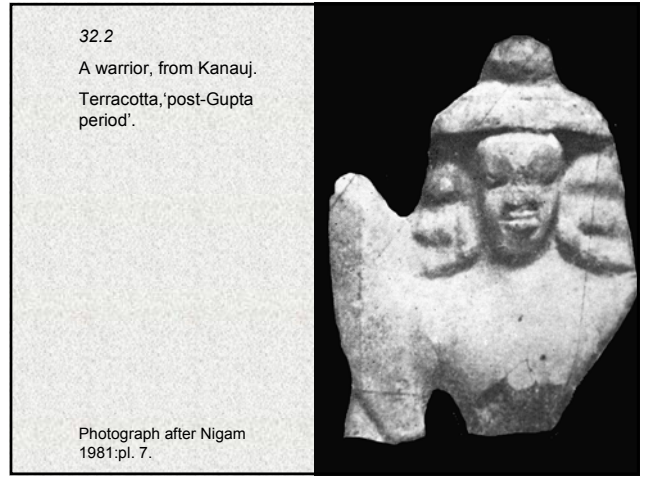 32.2
A warrior, from Kanauj.
Terracotta,‘post-Gupta
period’.
Photograph after Nigam
1981:pl. 7.